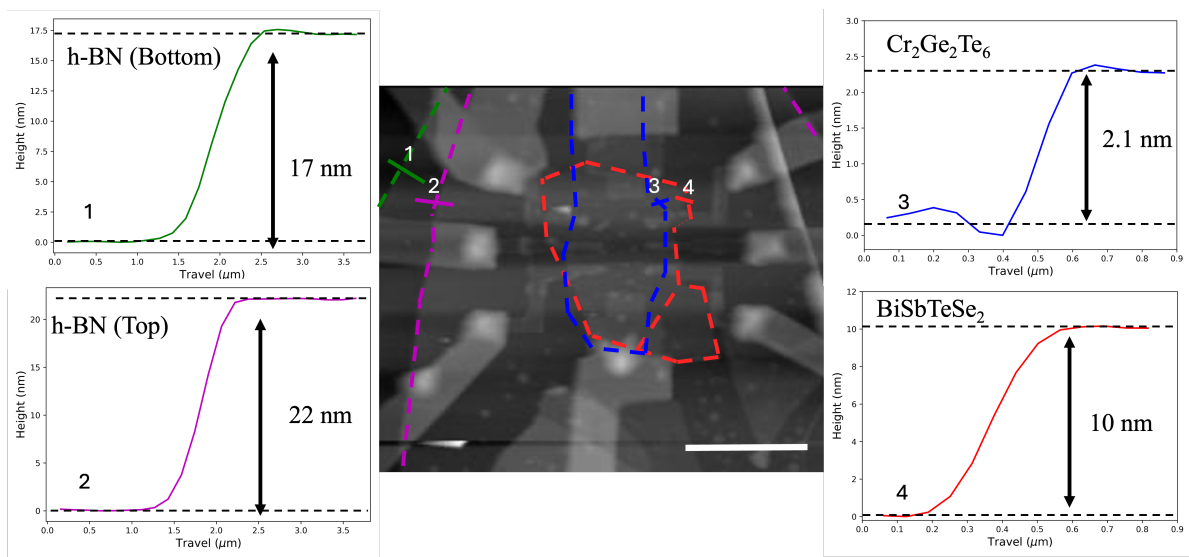 17.5
15.0
12.5
10.0
7.5
5.0
2.5
0.0
Height (nm)
h-BN (Bottom)
17 nm
1
0.0 0.5 1.0 1.5 2.0 2.5 3.0 3.5
Travel (μm)
20
15
10
5
0
Height (nm)
h-BN (Top)
22 nm
2
0.0 0.5 1.0 1.5 2.0 2.5 3.0 3.5
Travel (μm)
1
2
3 4
3.0
2.5
2.0
1.5
1.0
0.5
0.0
Height (nm)
Cr₂Ge₂Te₆
2.1 nm
3
0.0 0.1 0.2 0.3 0.4 0.5 0.6 0.7 0.8 0.9
Travel (μm)
12
10
8
6
4
2
0
Height (nm)
BiSbTeSe₂
10 nm
4
0.0 0.1 0.2 0.3 0.4 0.5 0.6 0.7 0.8 0.9
Travel (μm)